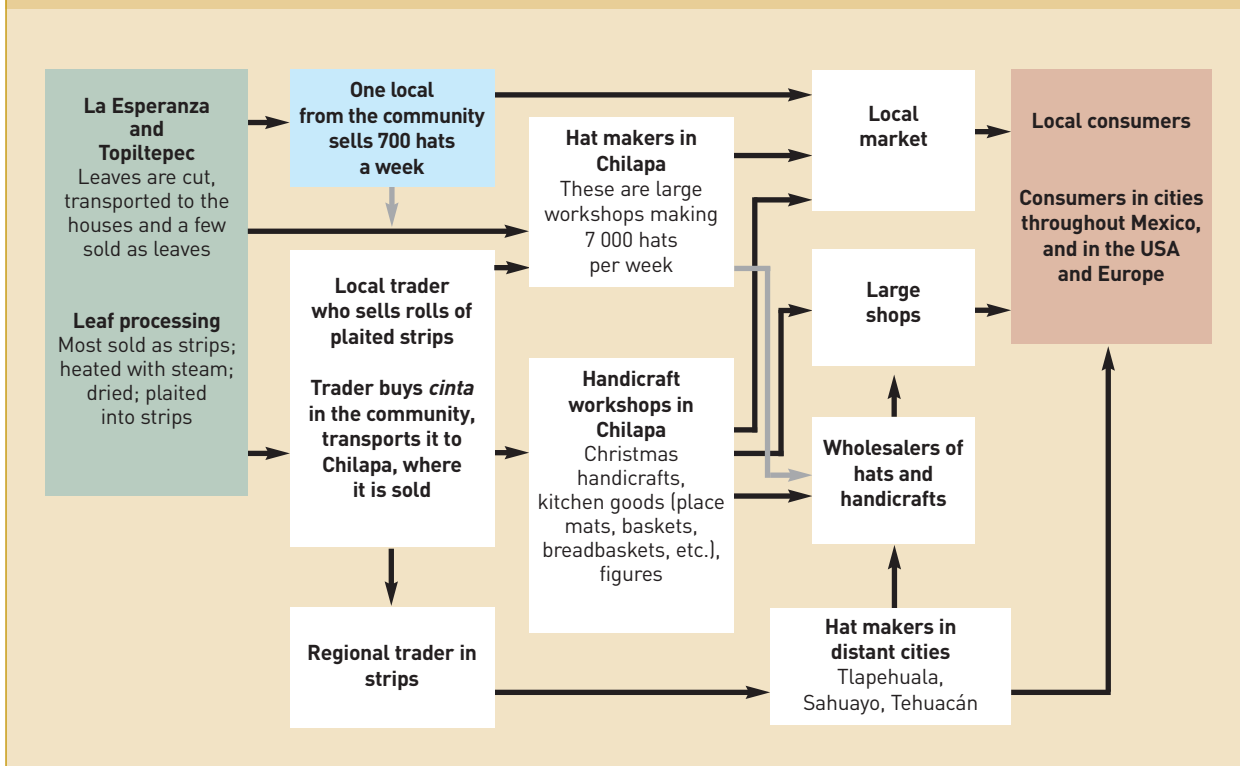 La Esperanza
and
Topiltepec
Leaves are cut,
transported to the
houses and a few
sold as leaves
Leaf processing
Most sold as strips;
heated with steam;
dried; plaited
into strips
One local
from the community
sells 700 hats
a week
Local trader
who sells rolls of
plaited strips
Trader buys cinta
in the community,
transports it to
Chilapa, where
it is sold
Regional trader in
strips
Hat makers in
Chilapa
These are large
workshops making
7 000 hats
per week
Handicraft
workshops in
Chilapa
Christmas
handicrafts,
kitchen goods (place
mats, baskets,
breadbaskets, etc.),
figures
Local
market
Large
shops
Wholesalers of
hats and
handicrafts
Hat makers in
distant cities
Tlapehuala,
Sahuayo, Tehuacán
Local consumers
Consumers in cities
throughout Mexico,
and in the USA
and Europe